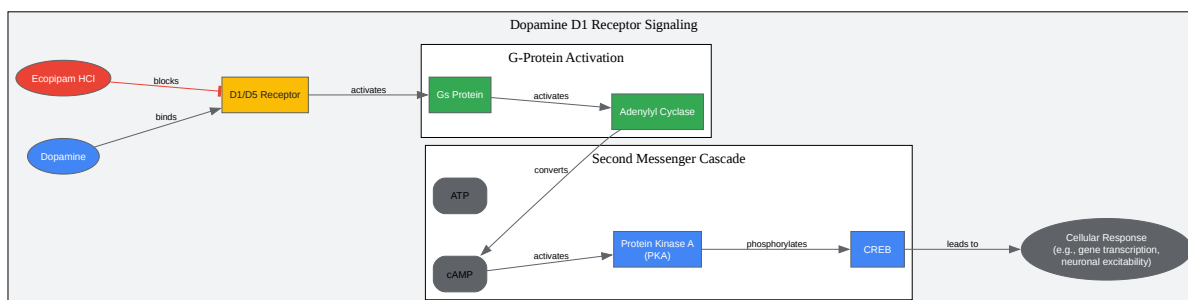 Dopamine D1 Receptor Signaling
G-Protein Activation
Ecopipam HCl
blocks
D1/D5 Receptor
activates
Gs Protein
activates
Adenylyl Cyclase
binds
Dopamine
Second Messenger Cascade
converts
ATP
cAMP
activates
Protein Kinase A
(PKA)
phosphorylates
CREB
leads to
Cellular Response
(e.g., gene transcription,
neuronal excitability)